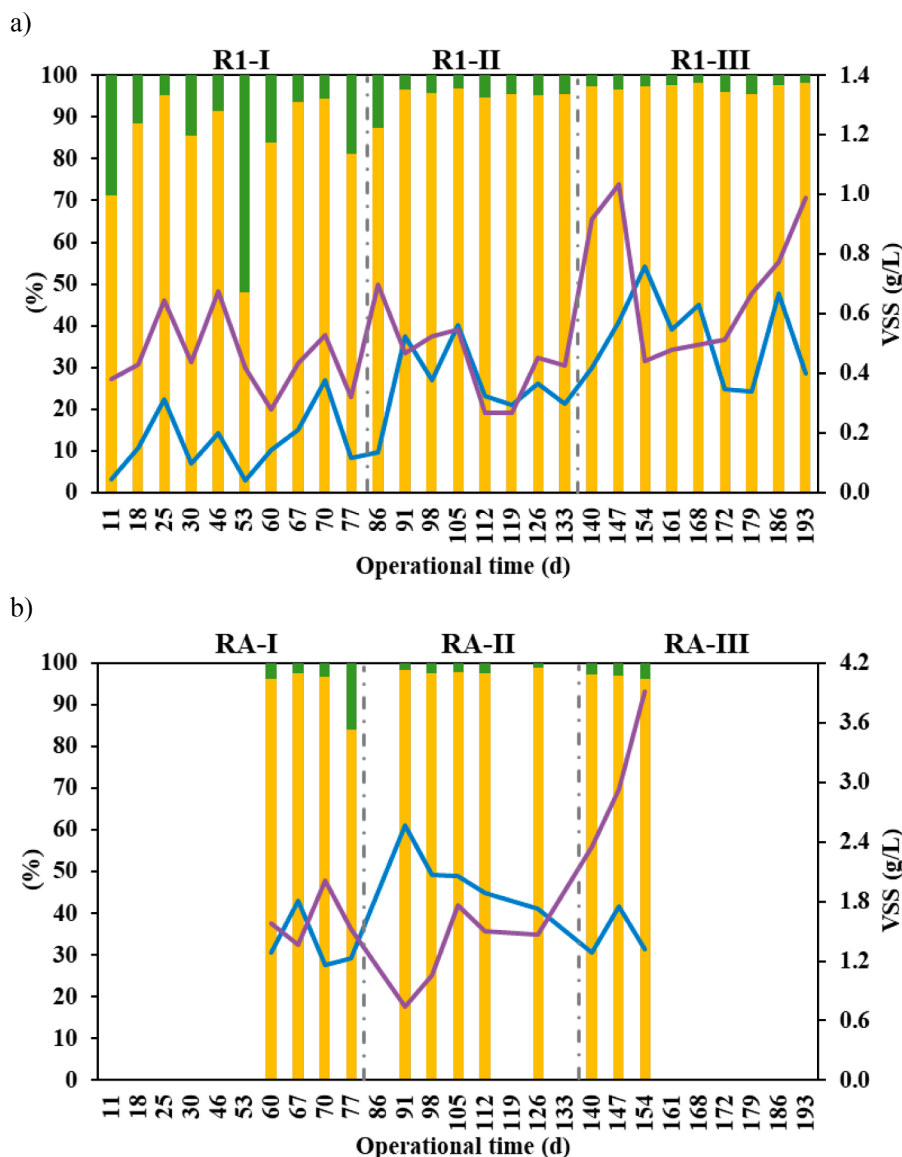 a)
R1-I R1-II R1-III
100 1.4
90
80 1.2
70 1.0
60 0.8
50
40 0.6
30 0.4
20 0.2
10
0 0.0
(%)
VSS (g/L)
11 18 25 30 46 53 60 67 70 77 86 91 98 105 112 119 126 133 140 147 154 161 168 172 179 186 193
Operational time (d)
b)
RA-I RA-II RA-III
100 4.2
90 3.6
80
70 3.0
60 2.4
50
40 1.8
30 1.2
20 0.6
10
0 0.0
(%)
VSS (g/L)
11 18 25 30 46 53 60 67 70 77 86 91 98 105 112 119 126 133 140 147 154 161 168 172 179 186 193
Operational time (d)